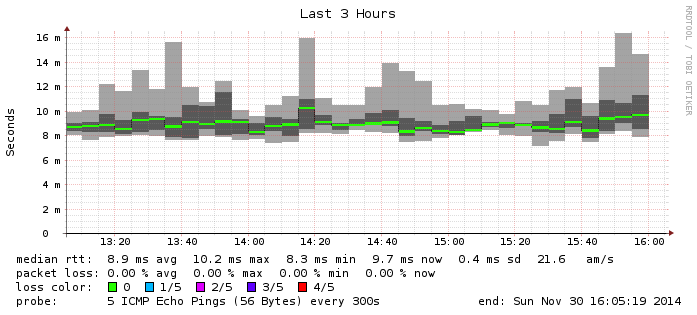 Last 3 Hours
RRDTOOL / TOBI OETIKER
Seconds
16 m
14 m
12 m
10 m
8 m
6 m
4 m
2 m
0
13:20 13:40 14:00 14:20 14:40 15:00 15:20 15:40 16:00
median rtt: 8.9 ms avg 10.2 ms max 8.3 ms min 9.7 ms now 0.4 ms sd 21.6 am/s
packet loss: 0.00 % avg 0.00 % max 0.00 % min 0.00 % now
loss color: 0 1/5 2/5 3/5 4/5
probe: 5 ICMP Echo Pings (56 Bytes) every 300s end: Sun Nov 30 16:05:19 2014